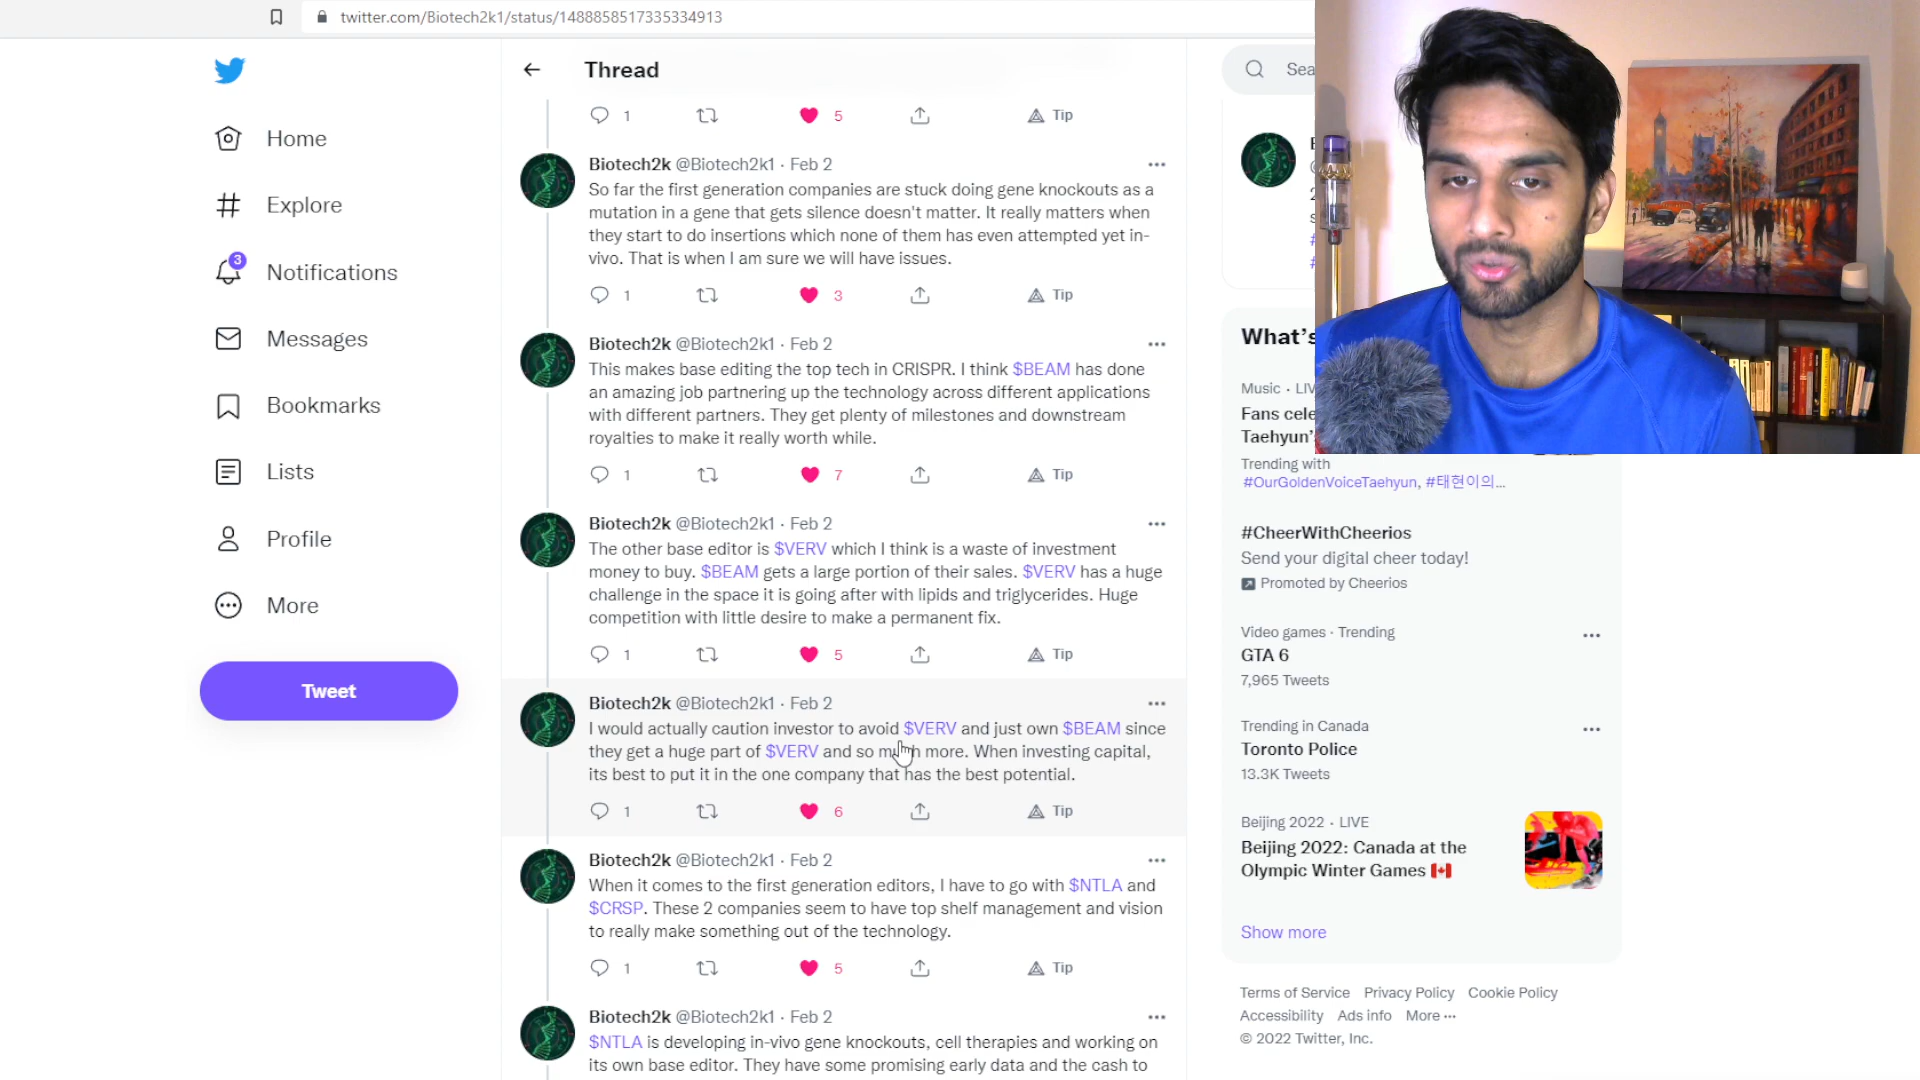 twitter.com/Biotech2k1/status/1488858517335334913
Home
Explore
3
Notifications
Messages
Bookmarks
Lists
Profile
More
Tweet
Thread
1
5
Tip
Biotech2k @Biotech2k1 · Feb 2
So far the first generation companies are stuck doing gene knockouts as a
mutation in a gene that gets silence doesn't matter. It really matters when
they start to do insertions which none of them has even attempted yet in-
vivo. That is when I am sure we will have issues.
1
3
Tip
Biotech2k @Biotech2k1 · Feb 2
This makes base editing the top tech in CRISPR. I think $BEAM has done
an amazing job partnering up the technology across different applications
with different partners. They get plenty of milestones and downstream
royalties to make it really worth while.
1
7
Tip
Biotech2k @Biotech2k1 · Feb 2
The other base editor is $VERV which I think is a waste of investment
money to buy. $BEAM gets a large portion of their sales. $VERV has a huge
challenge in the space it is going after with lipids and triglycerides. Huge
competition with little desire to make a permanent fix.
1
5
Tip
Biotech2k @Biotech2k1 · Feb 2
I would actually caution investor to avoid $VERV and just own $BEAM since
they get a huge part of $VERV and so much more. When investing capital,
its best to put it in the one company that has the best potential.
1
6
Tip
Biotech2k @Biotech2k1 · Feb 2
When it comes to the first generation editors, I have to go with $NTLA and
$CRSP. These 2 companies seem to have top shelf management and vision
to really make something out of the technology.
1
5
Tip
Biotech2k @Biotech2k1 · Feb 2
$NTLA is developing in-vivo gene knockouts, cell therapies and working on
its own base editor. They have some promising early data and the cash to
Sea
What's
Music · LIV
Fans cele
Taehyun'
Trending with
#OurGoldenVoiceTaehyun, #태현이의...
#CheerWithCheerios
Send your digital cheer today!
Promoted by Cheerios
Video games · Trending
GTA 6
7,965 Tweets
Trending in Canada
Toronto Police
13.3K Tweets
Beijing 2022 · LIVE
Beijing 2022: Canada at the
Olympic Winter Games
Show more
Terms of Service Privacy Policy Cookie Policy
Accessibility Ads info More ···
© 2022 Twitter, Inc.